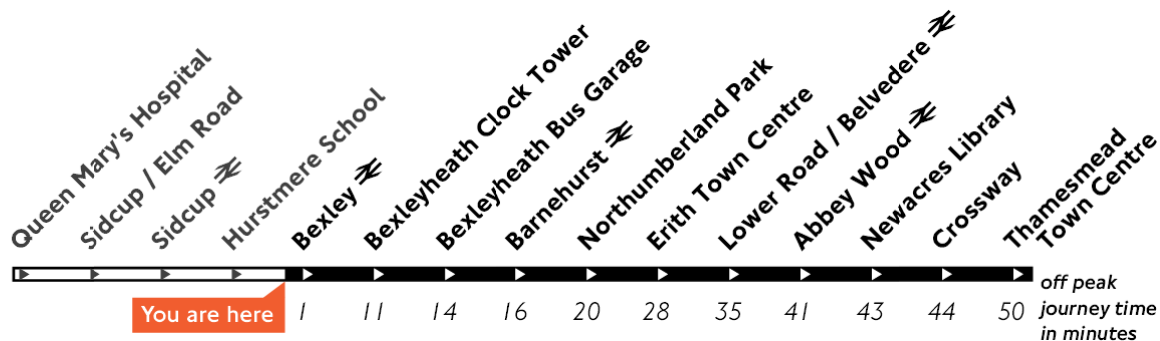 Queen Mary's Hospital
Sidcup / Elm Road
Sidcup
Hurstmere School
Bexley
Bexleyheath Clock Tower
Bexleyheath Bus Garage
Barnehurst
Northumberland Park
Erith Town Centre
Lower Road / Belvedere
Abbey Wood
Newacres Library
Crossway
Thamesmead
Town Centre
You are here
1 11 14 16 20 28 35 41 43 44 50
off peak
journey time
in minutes